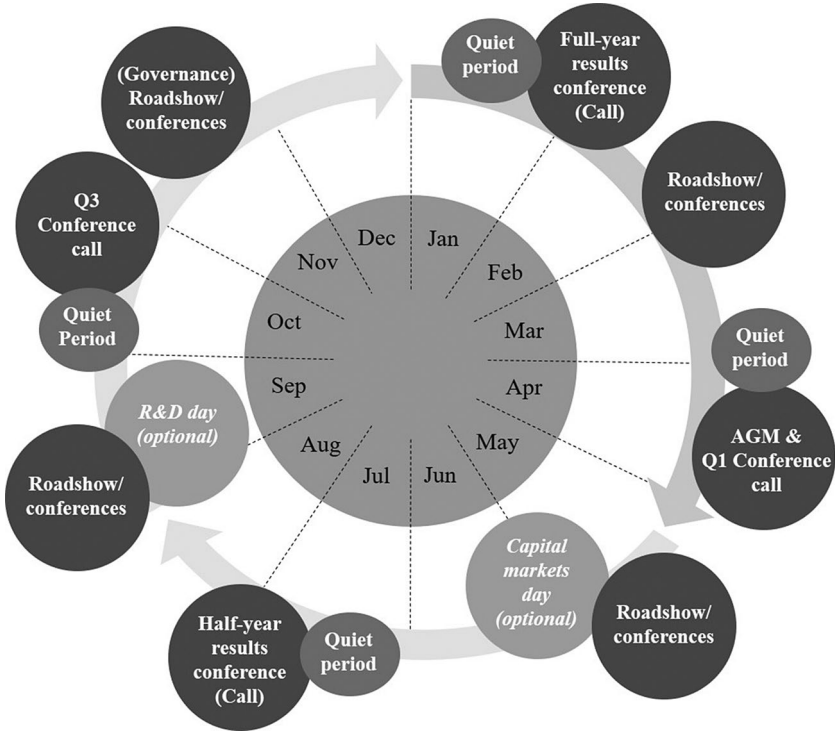 Quiet
period
Full-year
results
conference
(Call)
Roadshow/
conferences
Quiet
period
AGM &
Q1 Conference
call
Roadshow/
conferences
Capital
markets
day
(optional)
Quiet
period
Half-year
results
conference
(Call)
Roadshow/
conferences
R&D day
(optional)
Quiet
Period
Q3
Conference
call
(Governance)
Roadshow/
conferences
Jan
Feb
Mar
Apr
May
Jun
Jul
Aug
Sep
Oct
Nov
Dec